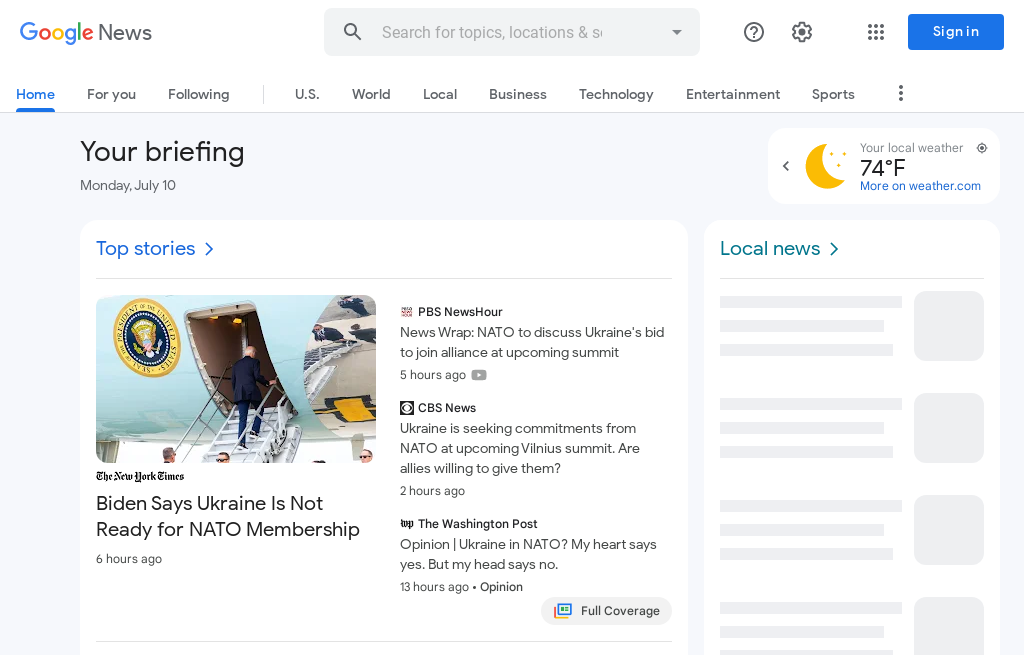 Google News
Search for topics, locations & s
Sign in
Home
For you
Following
U.S.
World
Local
Business
Technology
Entertainment
Sports
Your briefing
Monday, July 10
Your local weather
74°F
More on weather.com
Top stories
Local news
The New York Times
Biden Says Ukraine Is Not
Ready for NATO Membership
6 hours ago
PBS NewsHour
News Wrap: NATO to discuss Ukraine's bid
to join alliance at upcoming summit
5 hours ago
CBS News
Ukraine is seeking commitments from
NATO at upcoming Vilnius summit. Are
allies willing to give them?
2 hours ago
wp The Washington Post
Opinion | Ukraine in NATO? My heart says
yes. But my head says no.
13 hours ago • Opinion
Full Coverage